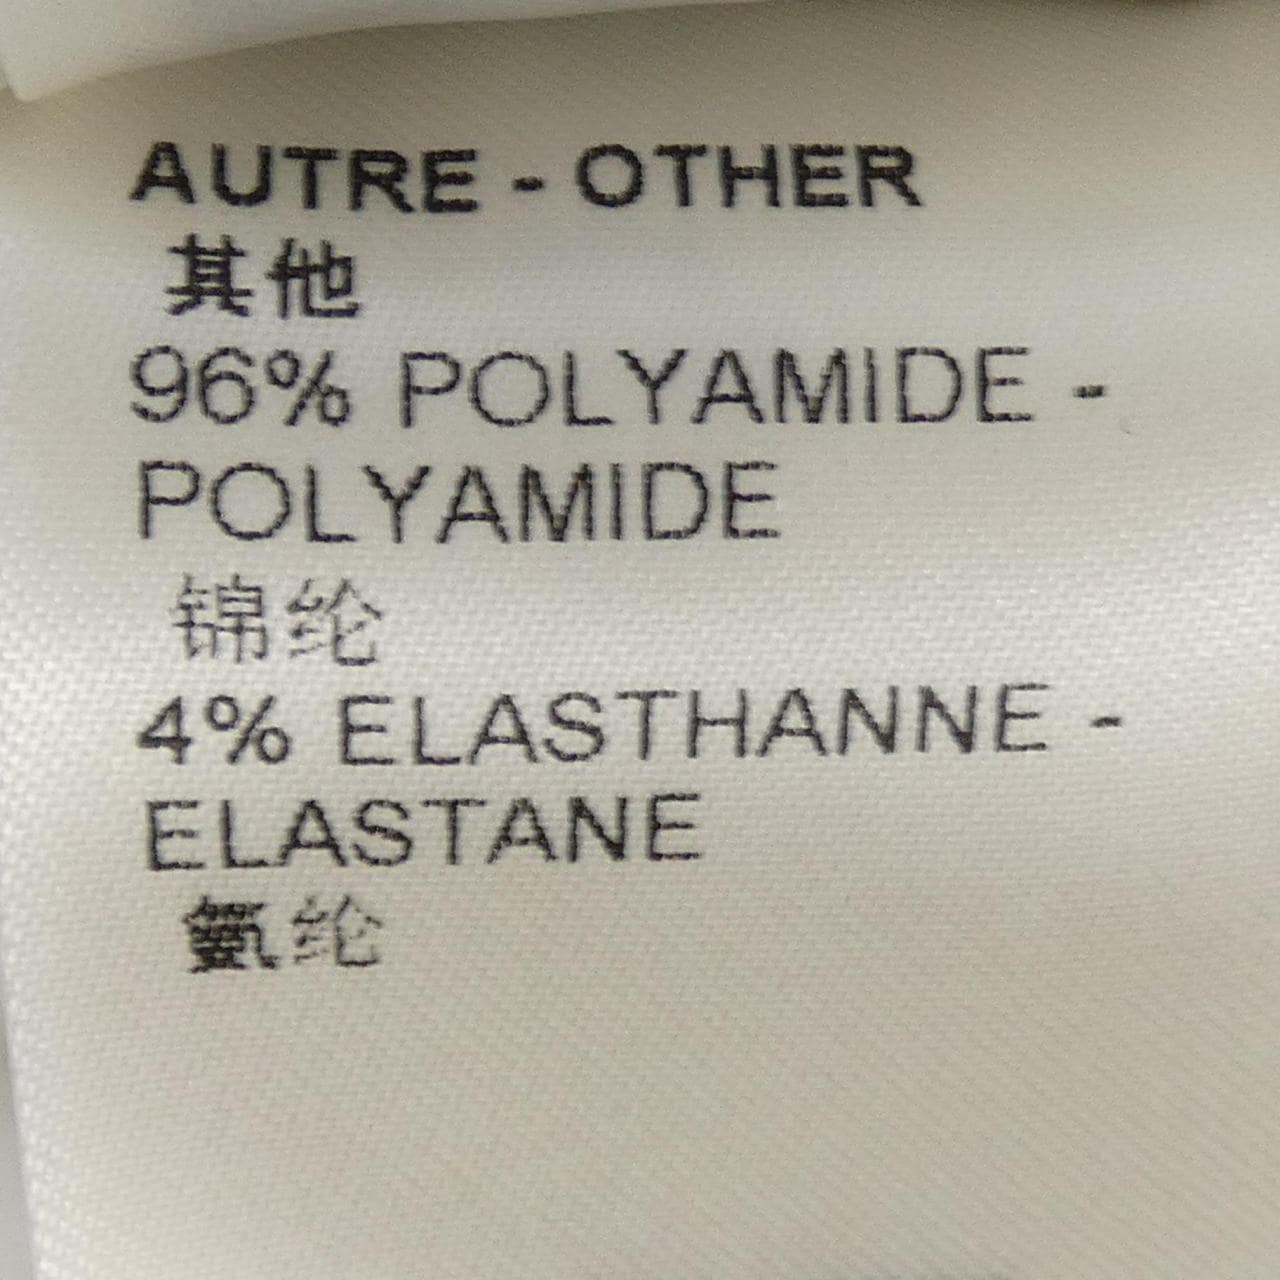 AUTRE - OTHER
其他
96% POLYAMIDE -
POLYAMIDE
锦纶
4% ELASTHANNE -
ELASTANE
氨纶